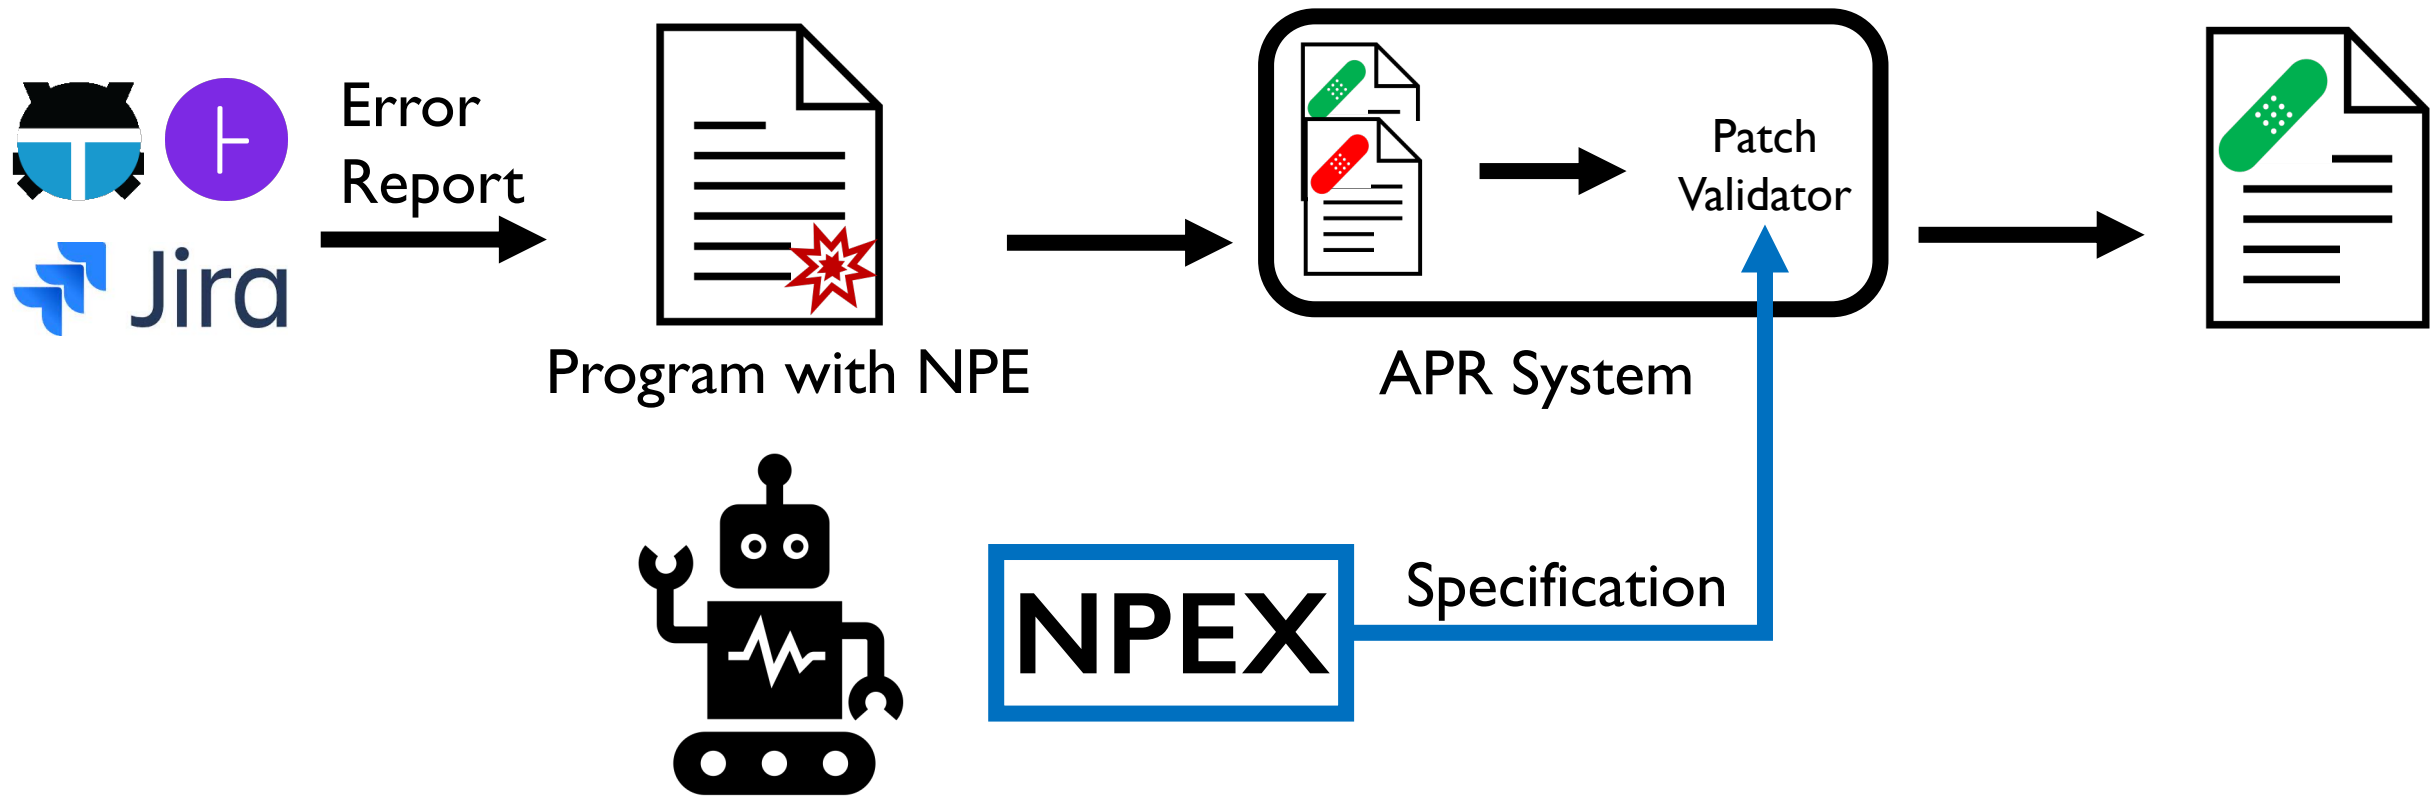 Error
Report
Jira
Program with NPE
Patch
Validator
APR System
NPEX
Specification